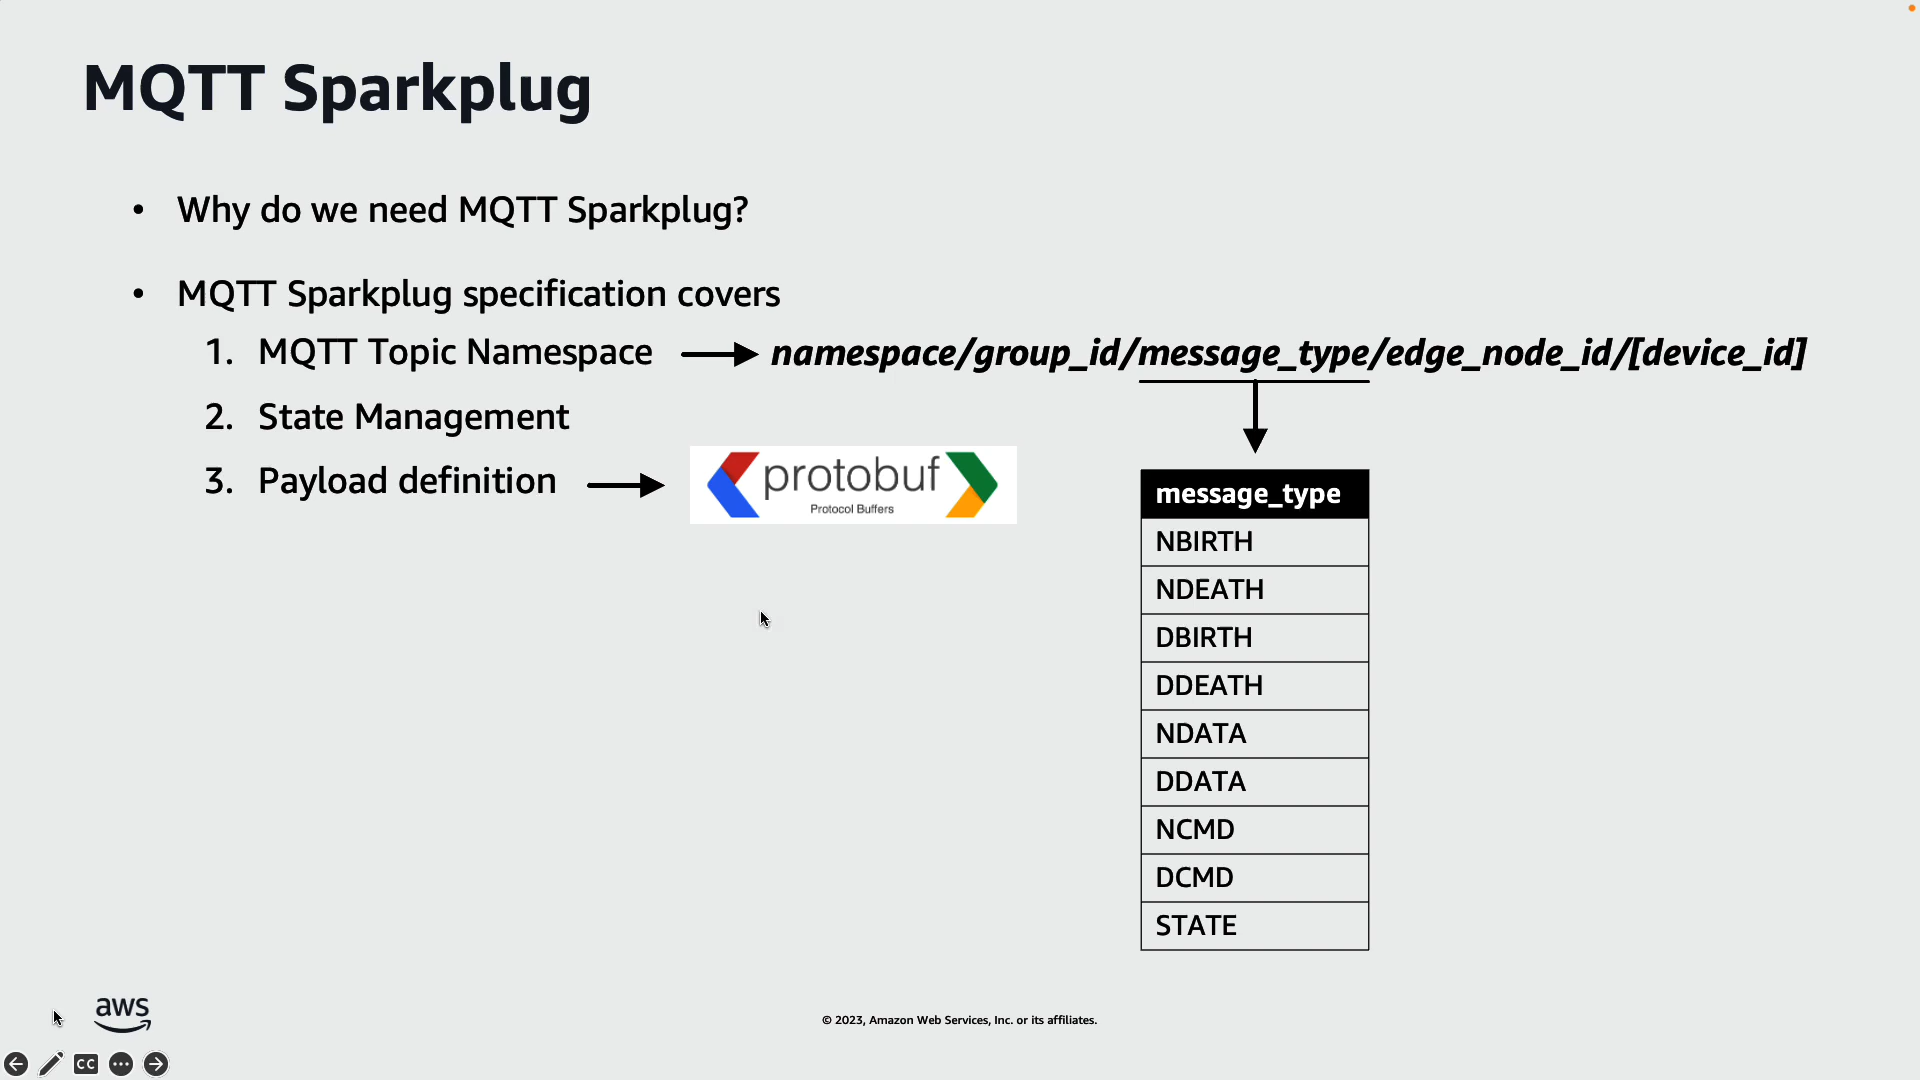 MQTT Sparkplug
• Why do we need MQTT Sparkplug?
• MQTT Sparkplug specification covers
1. MQTT Topic Namespace
namespace/group_id/message_type/edge_node_id/[device_id]
2. State Management
3. Payload definition
protobuf
Protocol Buffers
message_type
NBIRTH
NDEATH
DBIRTH
DDEATH
NDATA
DDATA
NCMD
DCMD
STATE
aws
© 2023, Amazon Web Services, Inc. or its affiliates.
CC